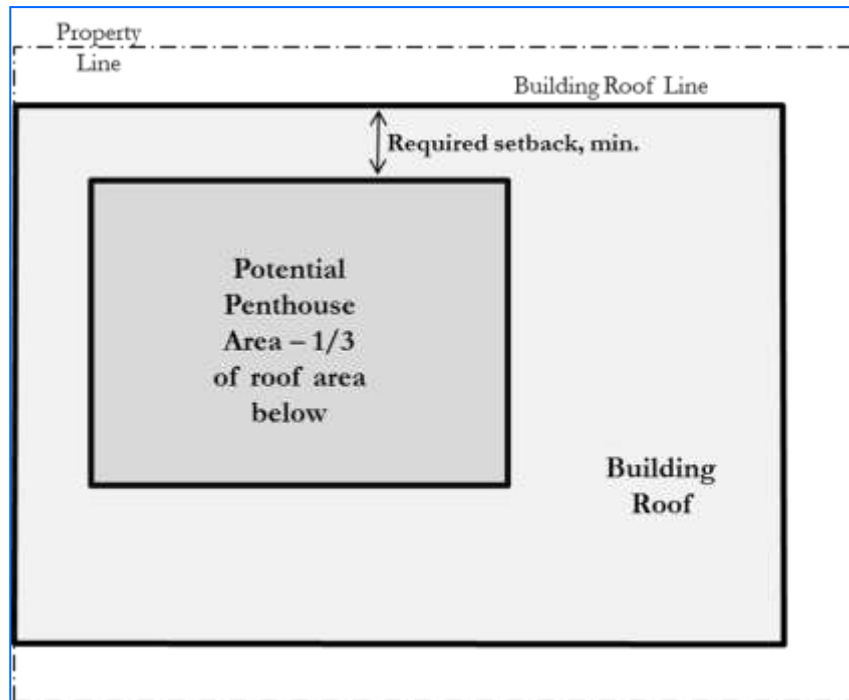 Property
Line
Building Roof Line
Required setback, min.
Potential
Penthouse
Area – 1/3
of roof area
below
Building
Roof